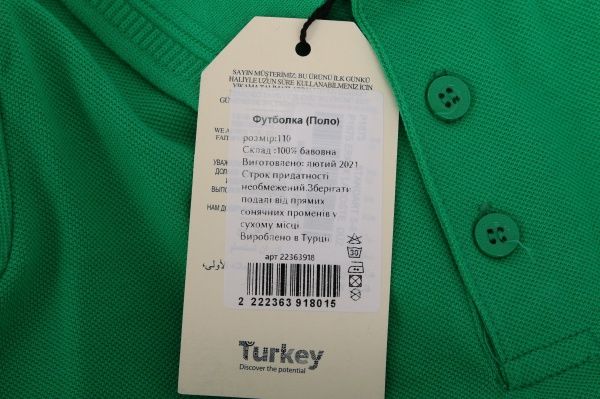 SAYIN MÜŞTERİMİZ; BU ÜRÜNÜ İLK GÜNKÜ
HALİYLE UZUN SÜRE KULLANABİLMENİZ İÇİN
Футболка (Поло)
розмір:110
Склад :100% бавовна
Виготовлено: лютий 2021
Строк придатності
необмежений.Зберігати
подалі від прямих
сонячних променів у
сухому місці
Вироблено в Турції
30
арт 22363918
2 222363 918015
Turkey
Discover the potential